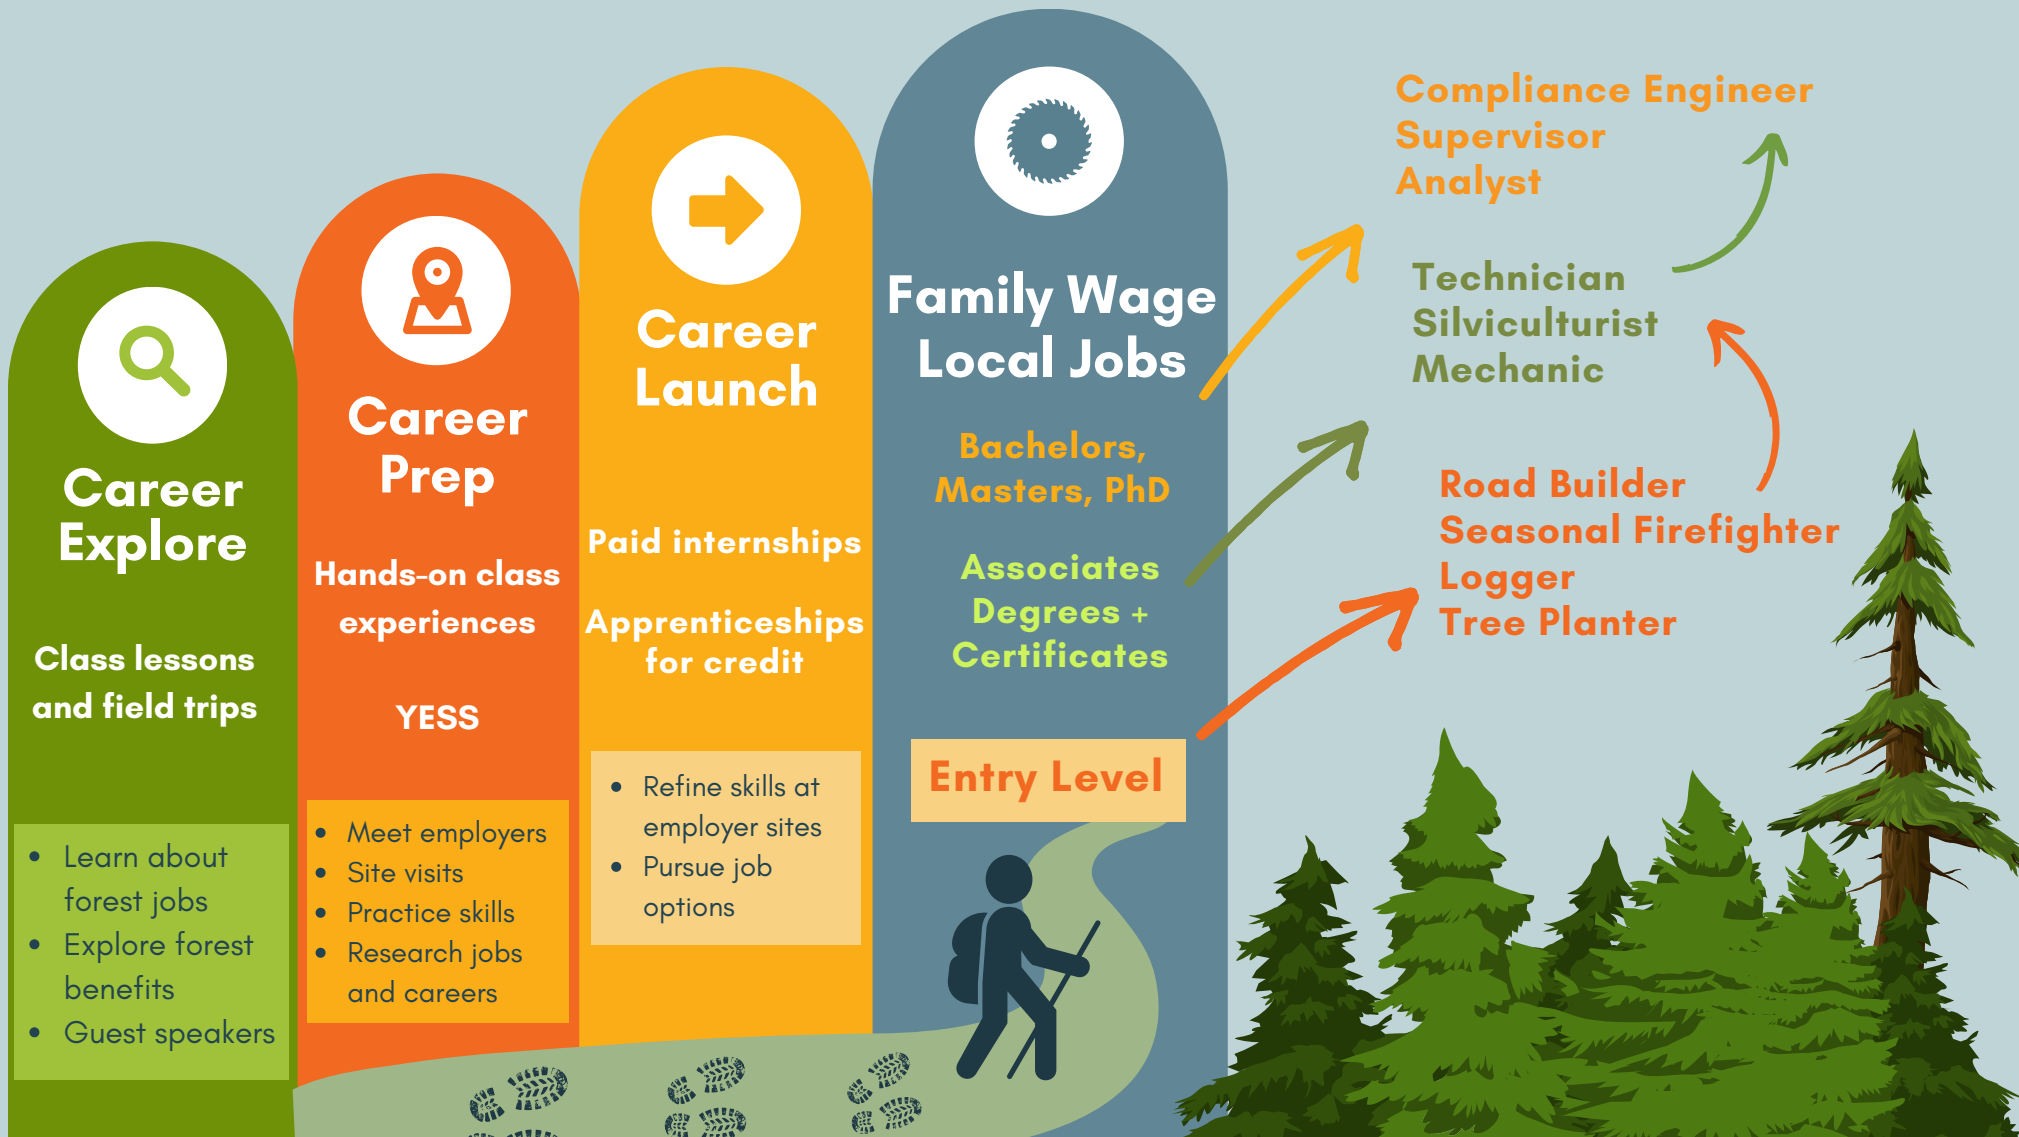 Career
Explore
Class lessons
and field trips
• Learn about
forest jobs
• Explore forest
benefits
• Guest speakers
Career
Prep
Hands-on class
experiences
YESS
• Meet employers
• Site visits
• Practice skills
• Research jobs
and careers
Career
Launch
Paid internships
Apprenticeships
for credit
• Refine skills at
employer sites
• Pursue job
options
Family Wage
Local Jobs
Bachelors,
Masters, PhD
Associates
Degrees +
Certificates
Entry Level
Compliance Engineer
Supervisor
Analyst
Technician
Silviculturist
Mechanic
Road Builder
Seasonal Firefighter
Logger
Tree Planter